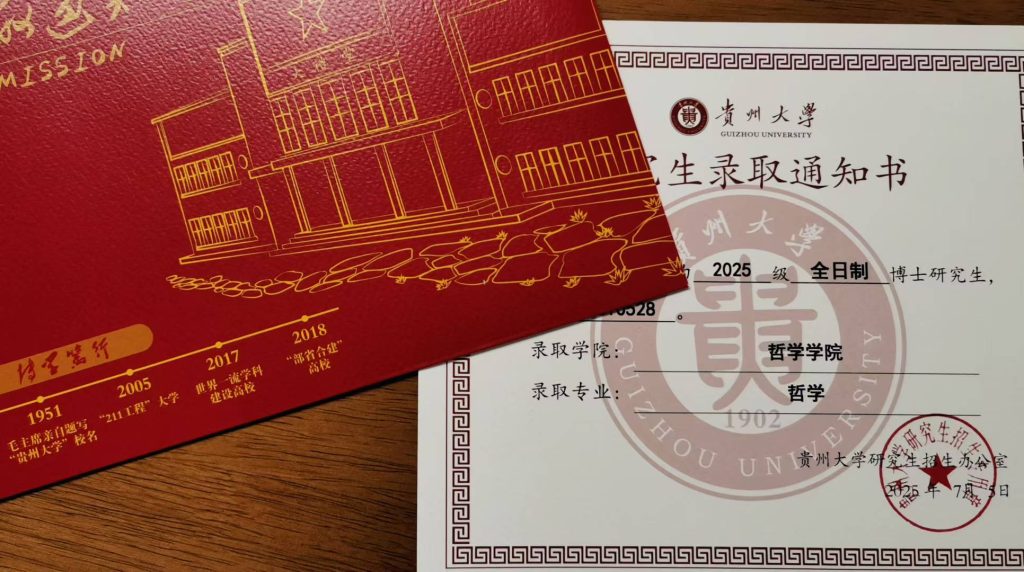 MISSION
1951
毛主席亲自题写
“贵州大学” 校名
2005
“211工程” 大学
2017
世界一流学科
建设高校
2018
“部省合建”
高校
貴州大學
GUIZHOU UNIVERSITY
生录取通知书
2025 级 全日制 博士研究生,
0528 。
录取学院: 哲学学院
录取专业: 哲学
貴州大學
1902
GUIZHOU UNIVERSITY
贵州大学研究生招生办公室
2025 年 7月 5日